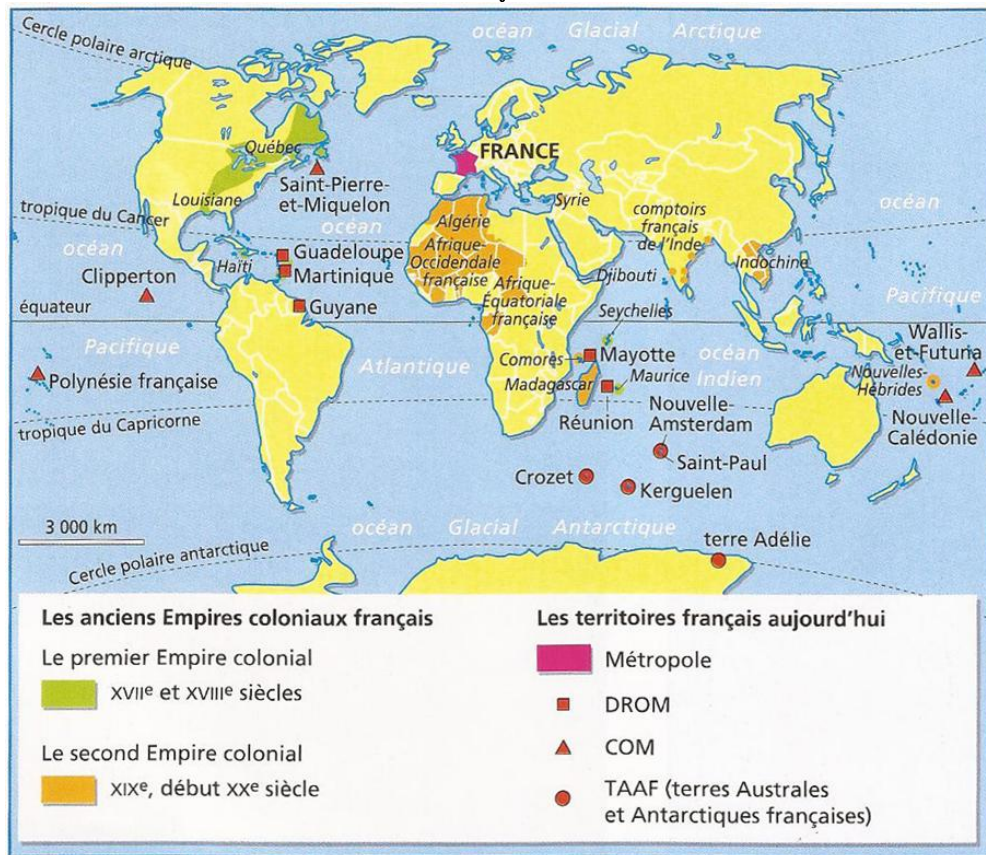 Cercle polaire arctique
océan Glacial Arctique
Québec
FRANCE
Saint-Pierre-
et-Miquelon
Louisiane
tropique du Cancer
océan
Algérie
Syrie
comptoirs
français
de l'Inde
océan
océan
Clipperton
Haïti
Guadeloupe
Martinique
Afrique-
Occidentale
française
Djibouti
Indochine
équateur
Guyane
Afrique-
Équatoriale
française
Seychelles
Pacifique
Wallis-
et-Futuna
Pacifique
Polynésie française
Atlantique
Comores
Mayotte
océan
Indien
Madagascar
Maurice
Nouvelles-
Hébrides
tropique du Capricorne
Réunion
Nouvelle-
Amsterdam
Nouvelle-
Calédonie
Saint-Paul
Crozet
Kerguelen
3 000 km
océan Glacial Antarctique
terre Adélie
Cercle polaire antarctique
Les anciens Empires coloniaux français
Le premier Empire colonial
XVIIe et XVIIIe siècles
Le second Empire colonial
XIXe, début XXe siècle
Les territoires français aujourd'hui
Métropole
DROM
COM
TAAF (terres Australes
et Antarctiques françaises)